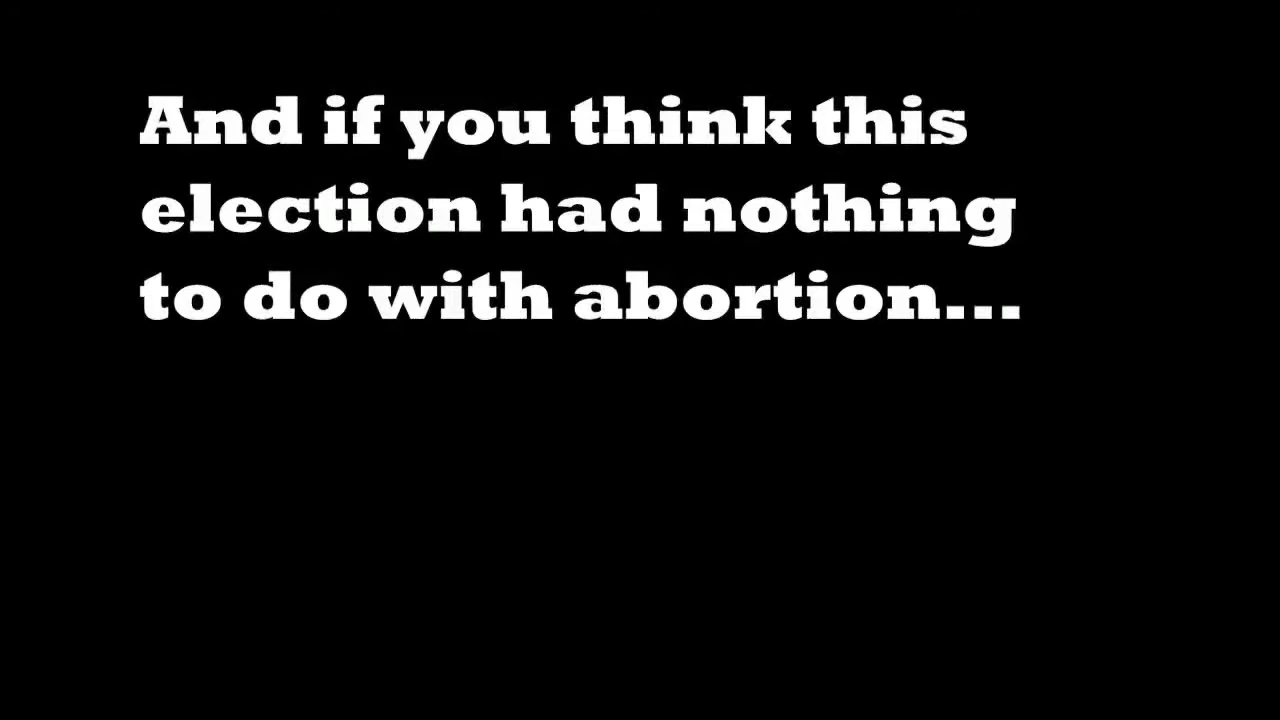 And if you think this
election had nothing
to do with abortion...